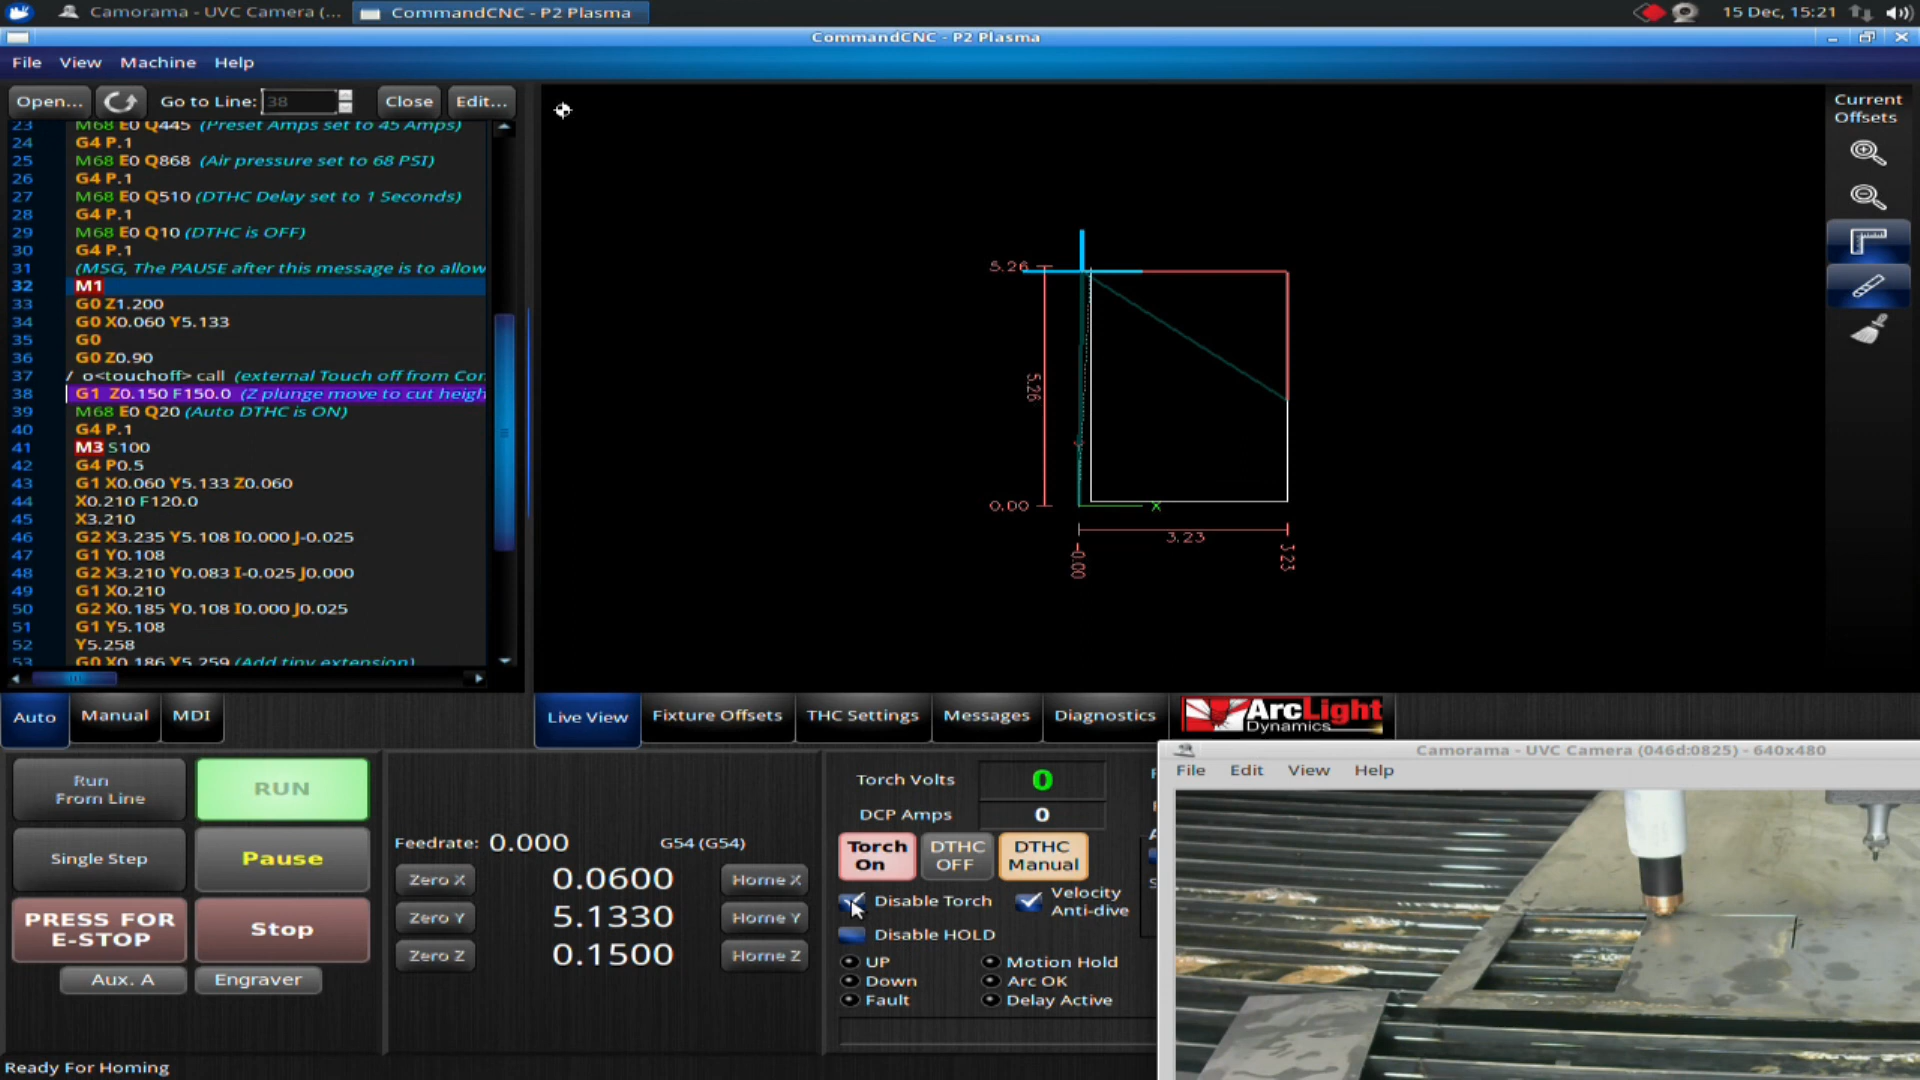 Camorama - UVC Camera (...
CommandCNC - P2 Plasma
15 Dec, 15:21
CommandCNC - P2 Plasma
File View Machine Help
Open... Go to Line: 38 Close Edit...
23 M68 E0 Q445 (Preset Amps set to 45 Amps)
24 G4 P.1
25 M68 E0 Q868 (Air pressure set to 68 PSI)
26 G4 P.1
27 M68 E0 Q510 (DTHC Delay set to 1 Seconds)
28 G4 P.1
29 M68 E0 Q10 (DTHC is OFF)
30 G4 P.1
31 (MSG, The PAUSE after this message is to allow
32 M1
33 G0 Z1.200
34 G0 X0.060 Y5.133
35 G0
36 G0 Z0.90
37 / o<touchoff> call (external Touch off from Con
38 G1 Z0.150 F150.0 (Z plunge move to cut heigh
39 M68 E0 Q20 (Auto DTHC is ON)
40 G4 P.1
41 M3 S100
42 G4 P0.5
43 G1 X0.060 Y5.133 Z0.060
44 X0.210 F120.0
45 X3.210
46 G2 X3.235 Y5.108 I0.000 J-0.025
47 G1 Y0.108
48 G2 X3.210 Y0.083 I-0.025 J0.000
49 G1 X0.210
50 G2 X0.185 Y0.108 I0.000 J0.025
51 G1 Y5.108
52 Y5.258
53 G0 X0.186 Y5.259 (Add tiny extension)
5.26
5.26
0.00
X
3.23
-0.00
3.23
Current
Offsets
Auto Manual MDI
Live View Fixture Offsets THC Settings Messages Diagnostics
ArcLight
Dynamics
Run
From Line
RUN
Single Step
Pause
PRESS FOR
E-STOP
Stop
Aux. A
Engraver
Feedrate: 0.000 G54 (G54)
Zero X 0.0600 Home X
Zero Y 5.1330 Home Y
Zero Z 0.1500 Home Z
Torch Volts 0
DCP Amps 0
Torch
On
DTHC
OFF
DTHC
Manual
Disable Torch
Velocity
Anti-dive
Disable HOLD
UP Motion Hold
Down Arc OK
Fault Delay Active
Camorama - UVC Camera (046d:0825) - 640x480
File Edit View Help
Ready For Homing